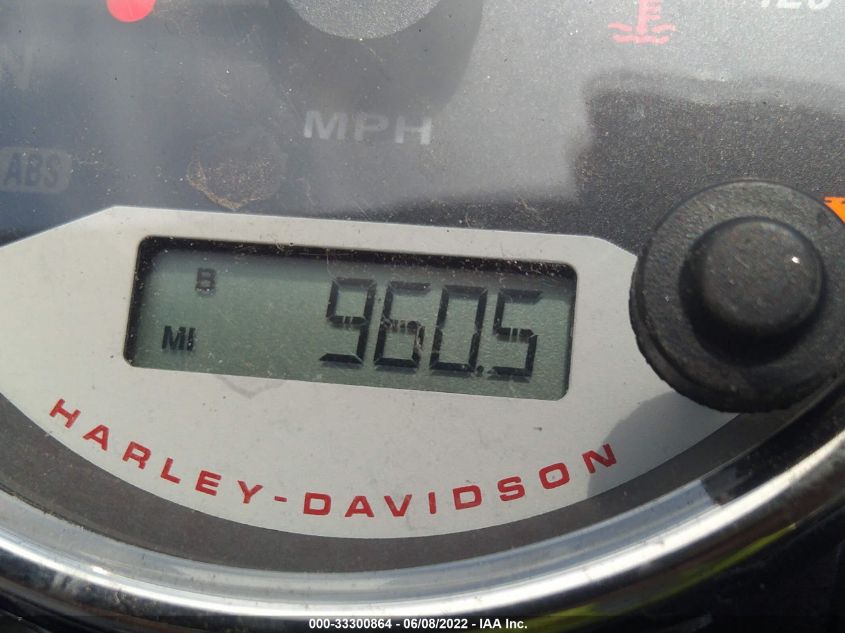 MPH
ABS
B
MI 960.5
HARLEY-DAVIDSON
000-33300864 - 06/08/2022 - IAA Inc.